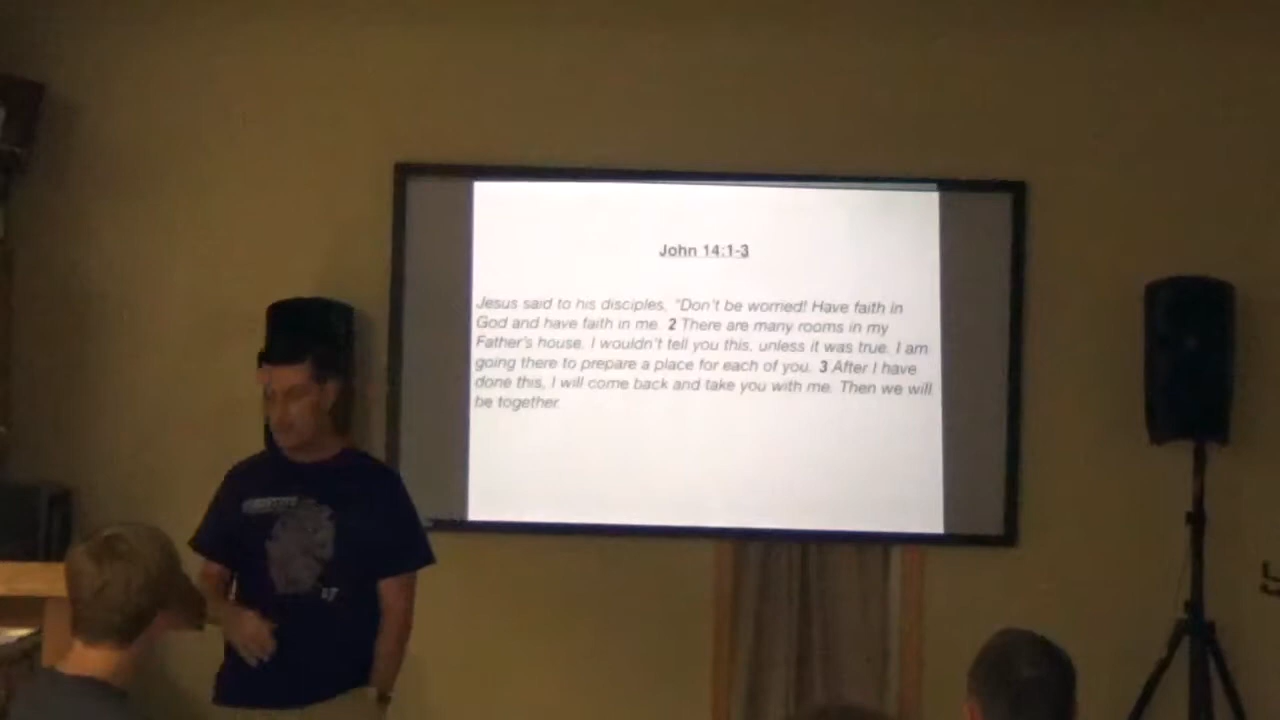 John 14:1-3
Jesus said to his disciples, "Don't be worried! Have faith in
God and have faith in me. 2 There are many rooms in my
Father's house. I wouldn't tell you this, unless it was true. I am
going there to prepare a place for each of you. 3 After I have
done this, I will come back and take you with me. Then we will
be together.